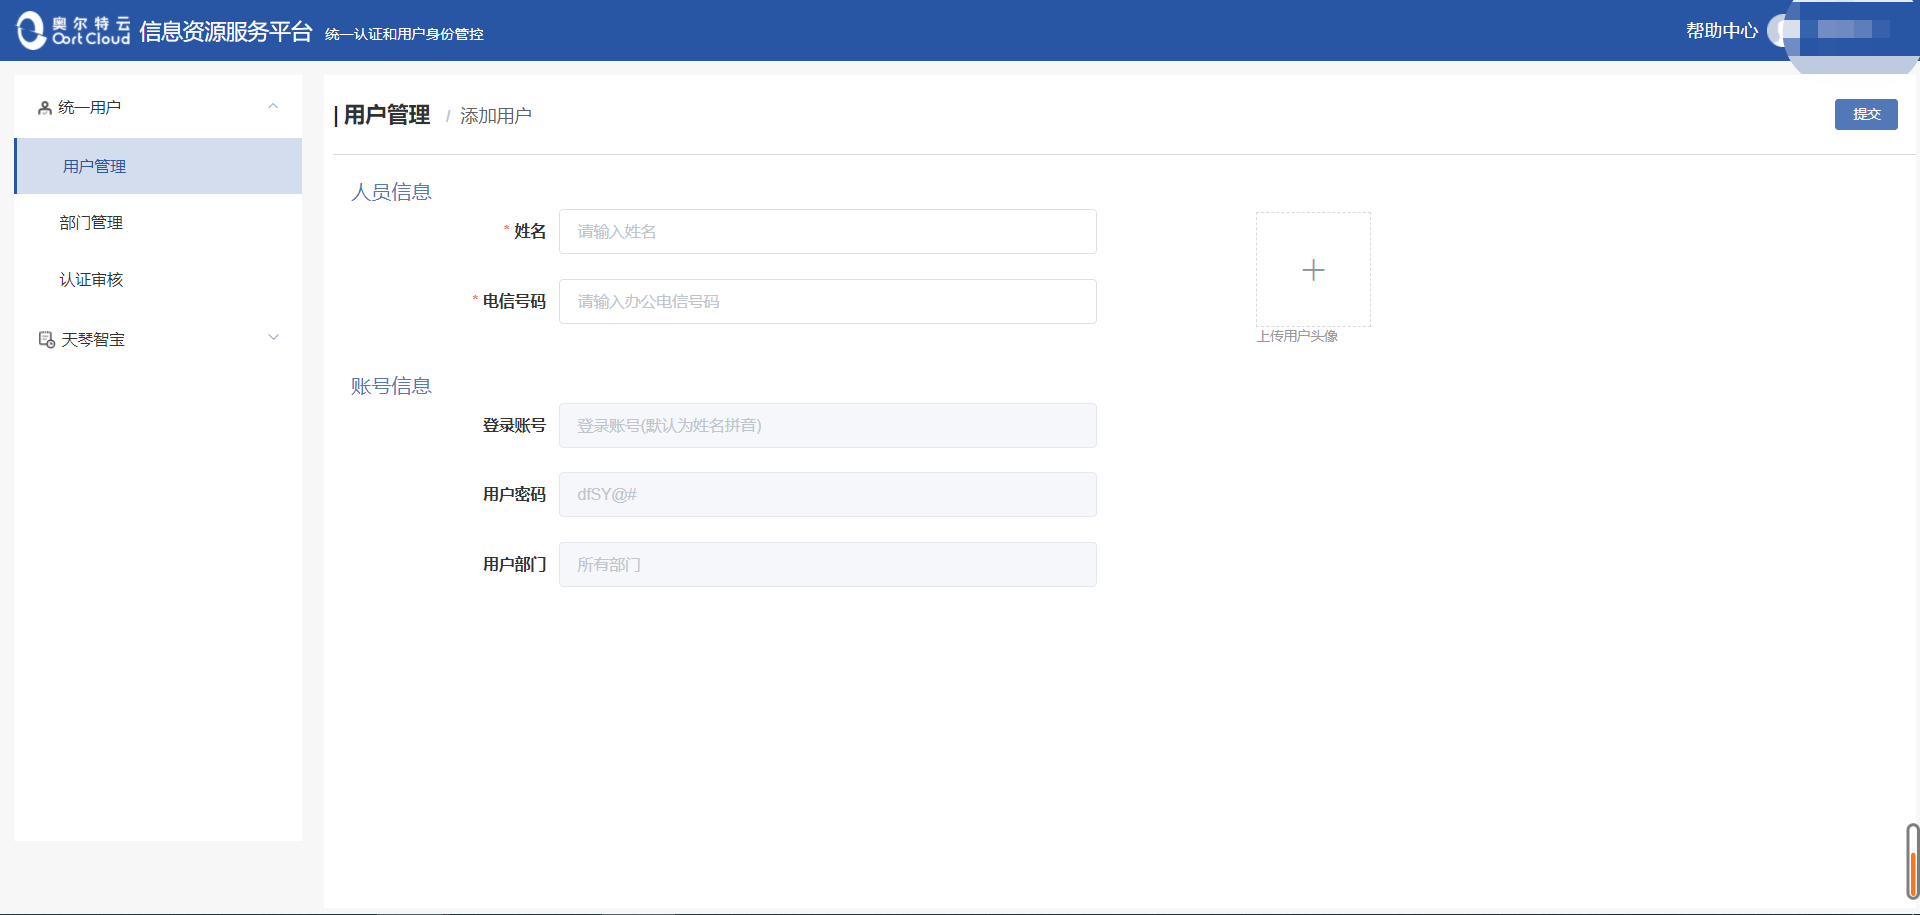 奥尔特云
Oort Cloud
信息资源服务平台 统一认证和用户身份管控
帮助中心
统一用户
用户管理
部门管理
认证审核
天琴智宝
用户管理 / 添加用户
提交
人员信息
* 姓名 请输入姓名
* 电信号码 请输入办公电信号码
上传用户头像
账号信息
登录账号 登录账号(默认为姓名拼音)
用户密码 dfSY@#
用户部门 所有部门